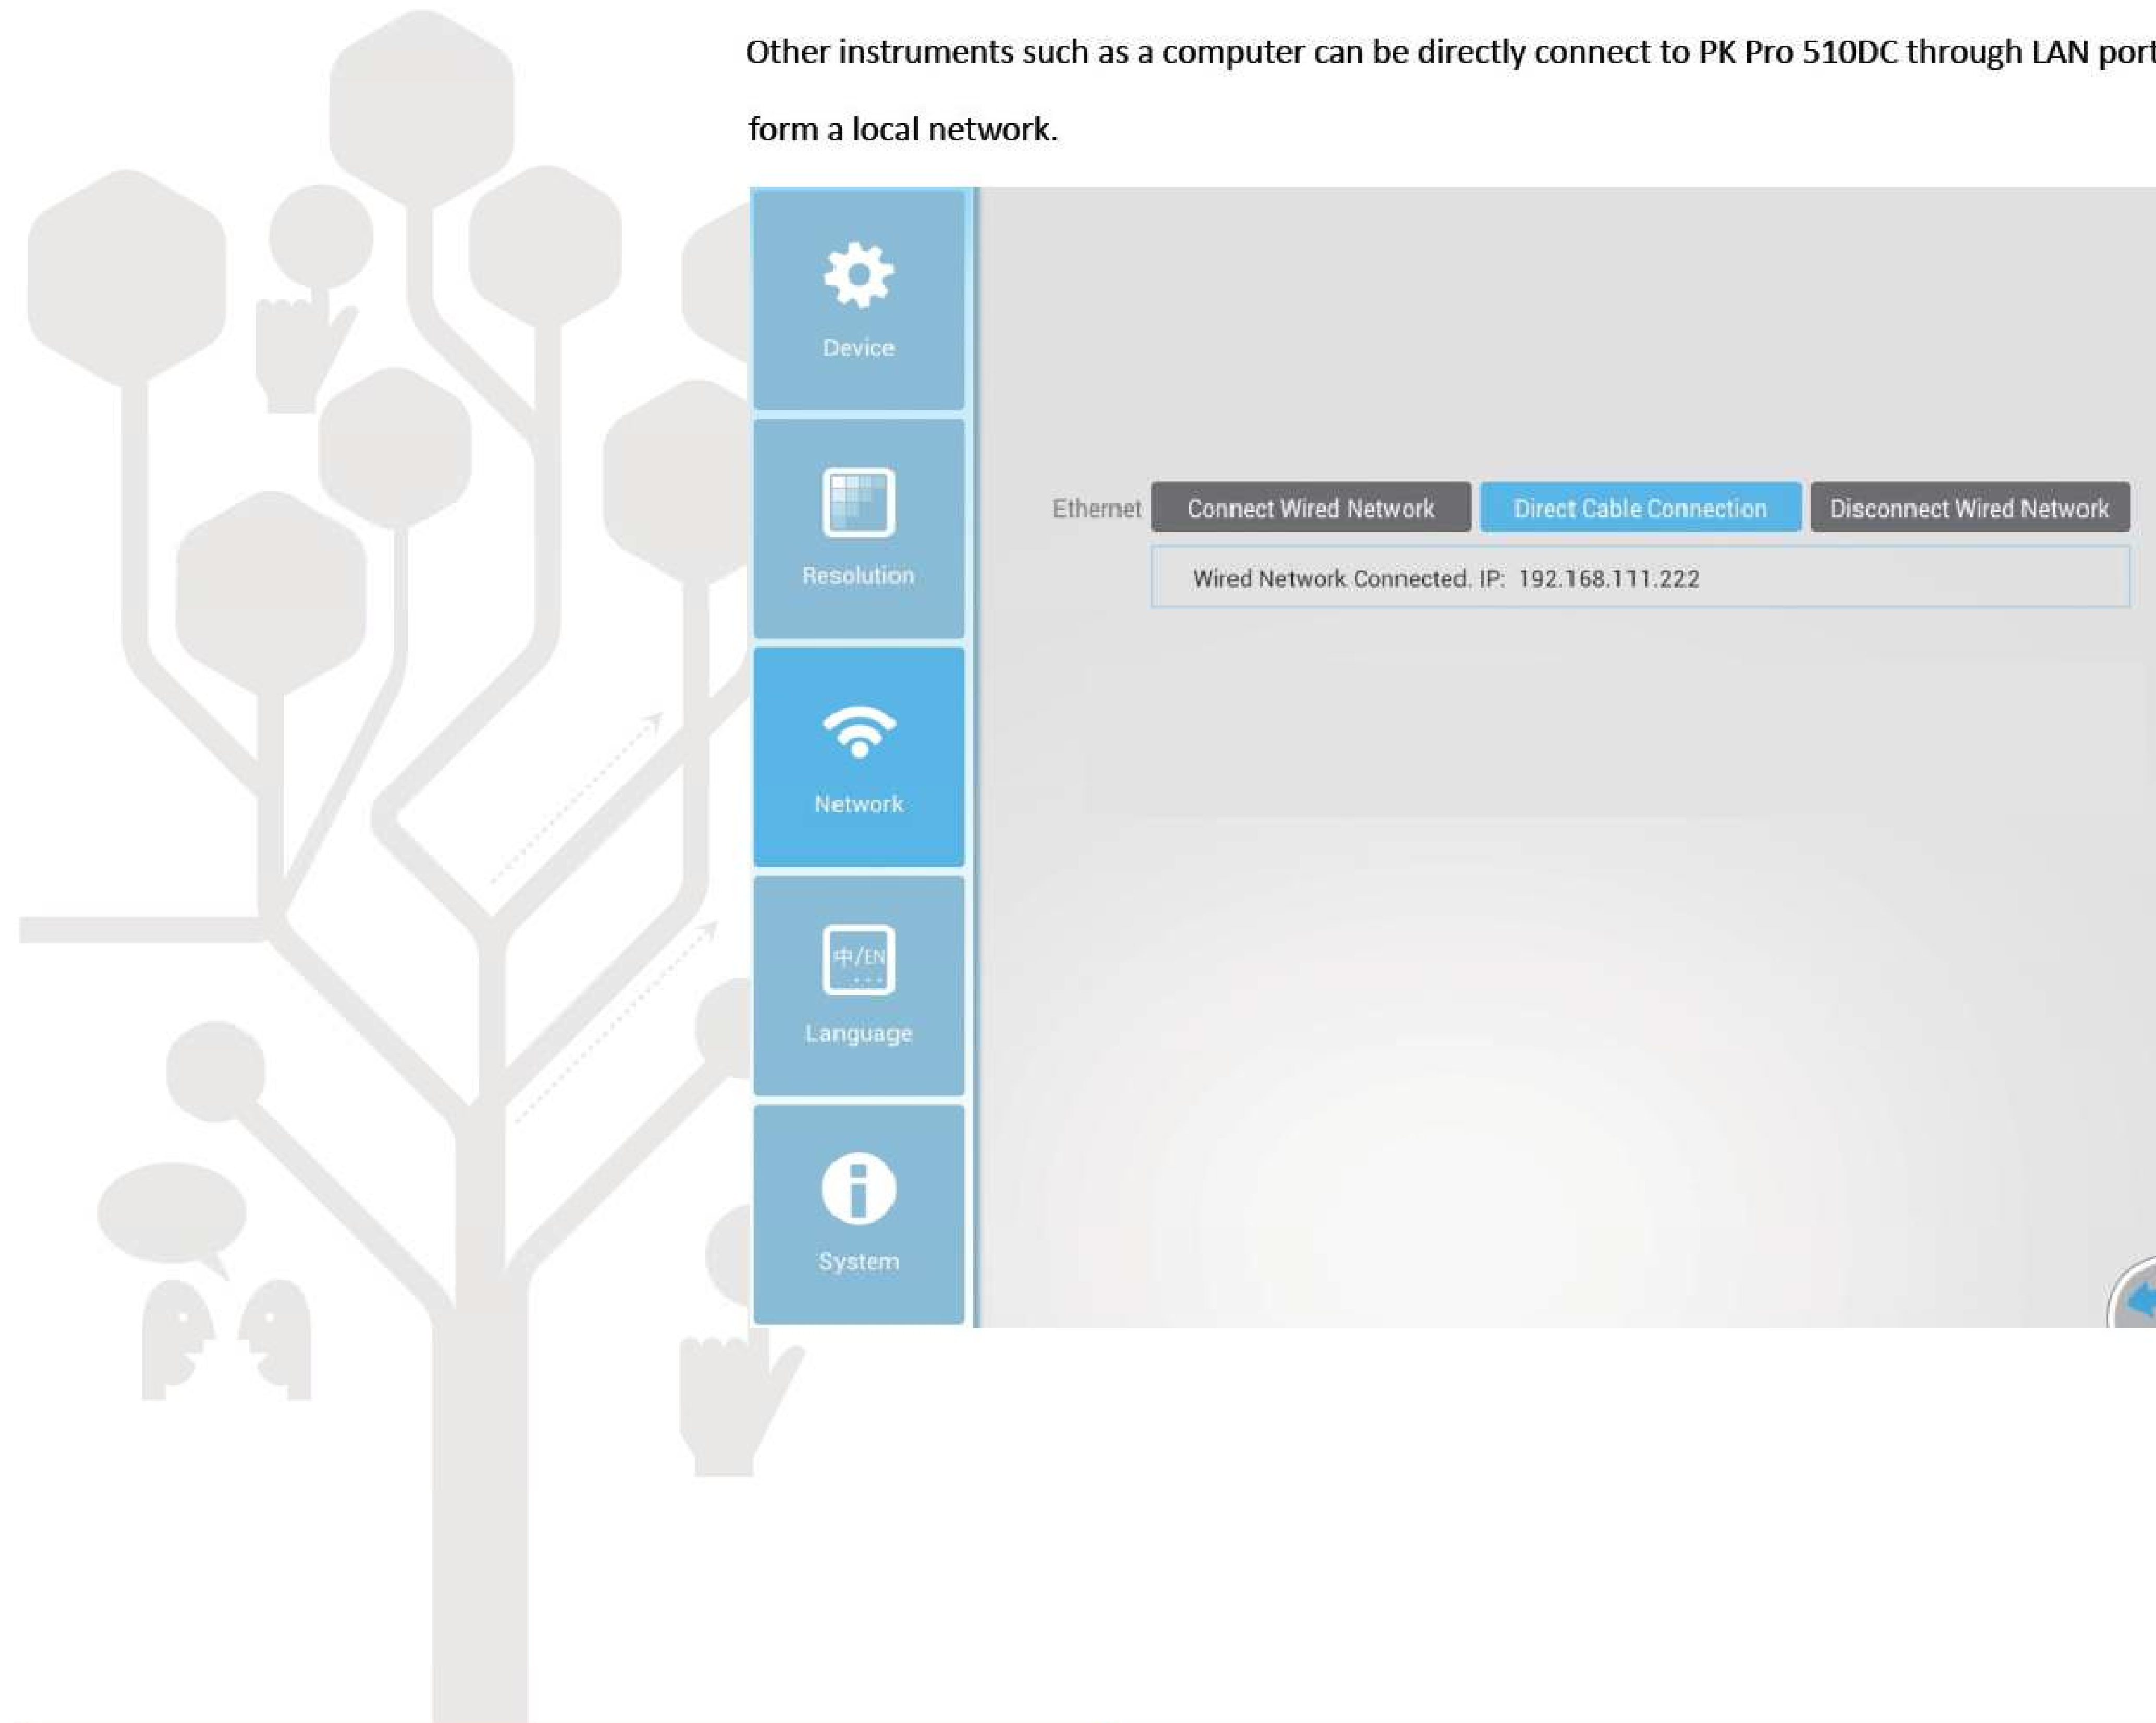 Other instruments such as a computer can be directly connect to PK Pro 510DC through LAN port
form a local network.
Device
Resolution
Ethernet Connect Wired Network Direct Cable Connection Disconnect Wired Network
Wired Network Connected. IP: 192.168.111.222
Network
中/EN
Language
System